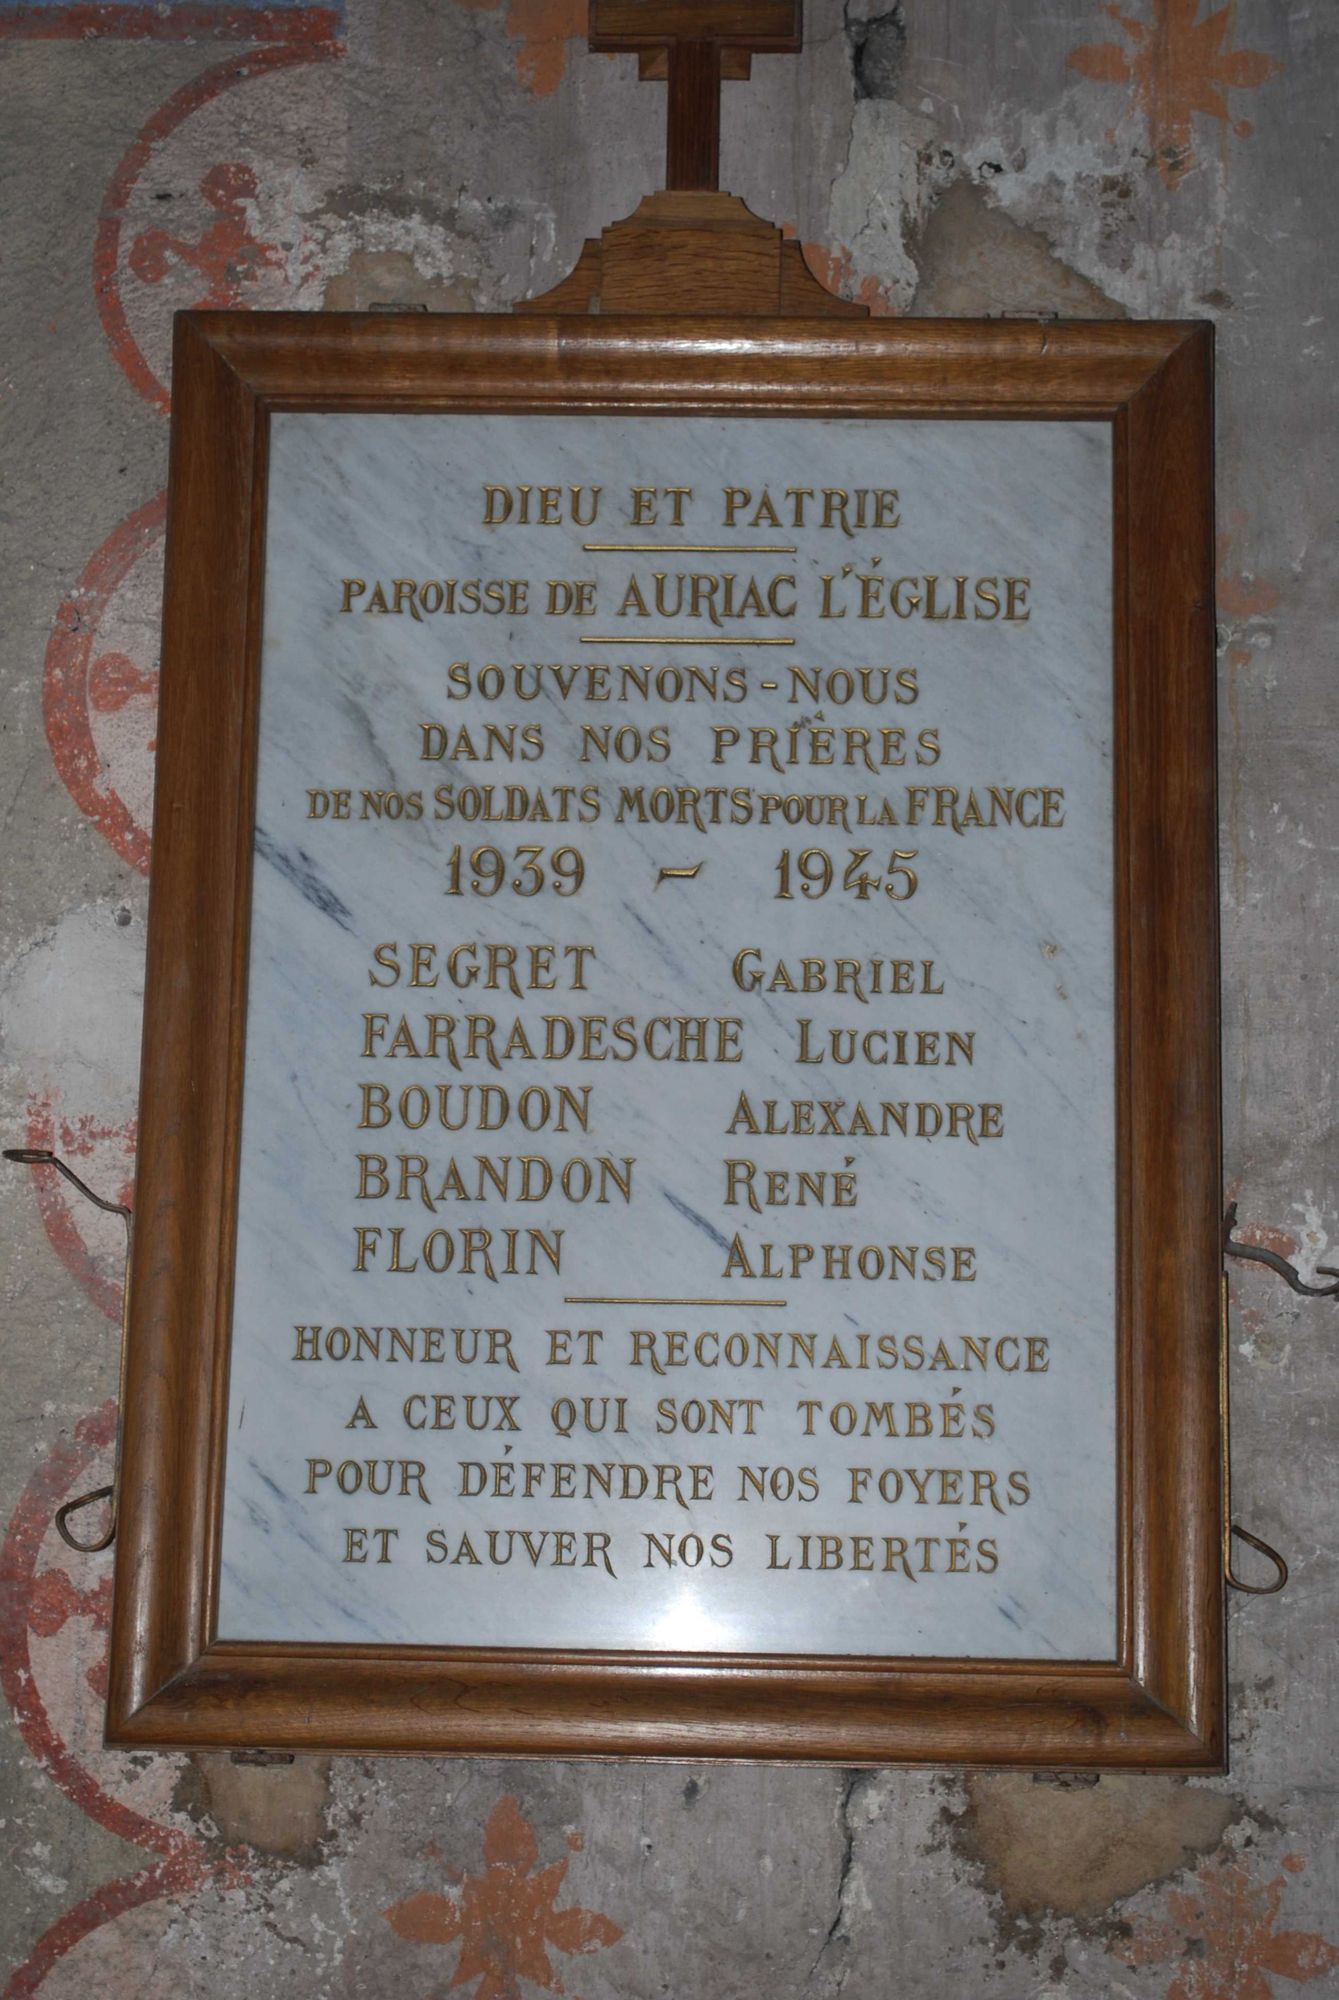 DIEU ET PATRIE
PAROISSE DE AURIAC L'ÉGLISE
SOUVENONS-NOUS
DANS NOS PRIÈRES
DE NOS SOLDATS MORTS POUR LA FRANCE
1939 - 1945
SEGRET GABRIEL
FARRADESCHE LUCIEN
BOUDON ALEXANDRE
BRANDON RENÉ
FLORIN ALPHONSE
HONNEUR ET RECONNAISSANCE
A CEUX QUI SONT TOMBÉS
POUR DÉFENDRE NOS FOYERS
ET SAUVER NOS LIBERTÉS